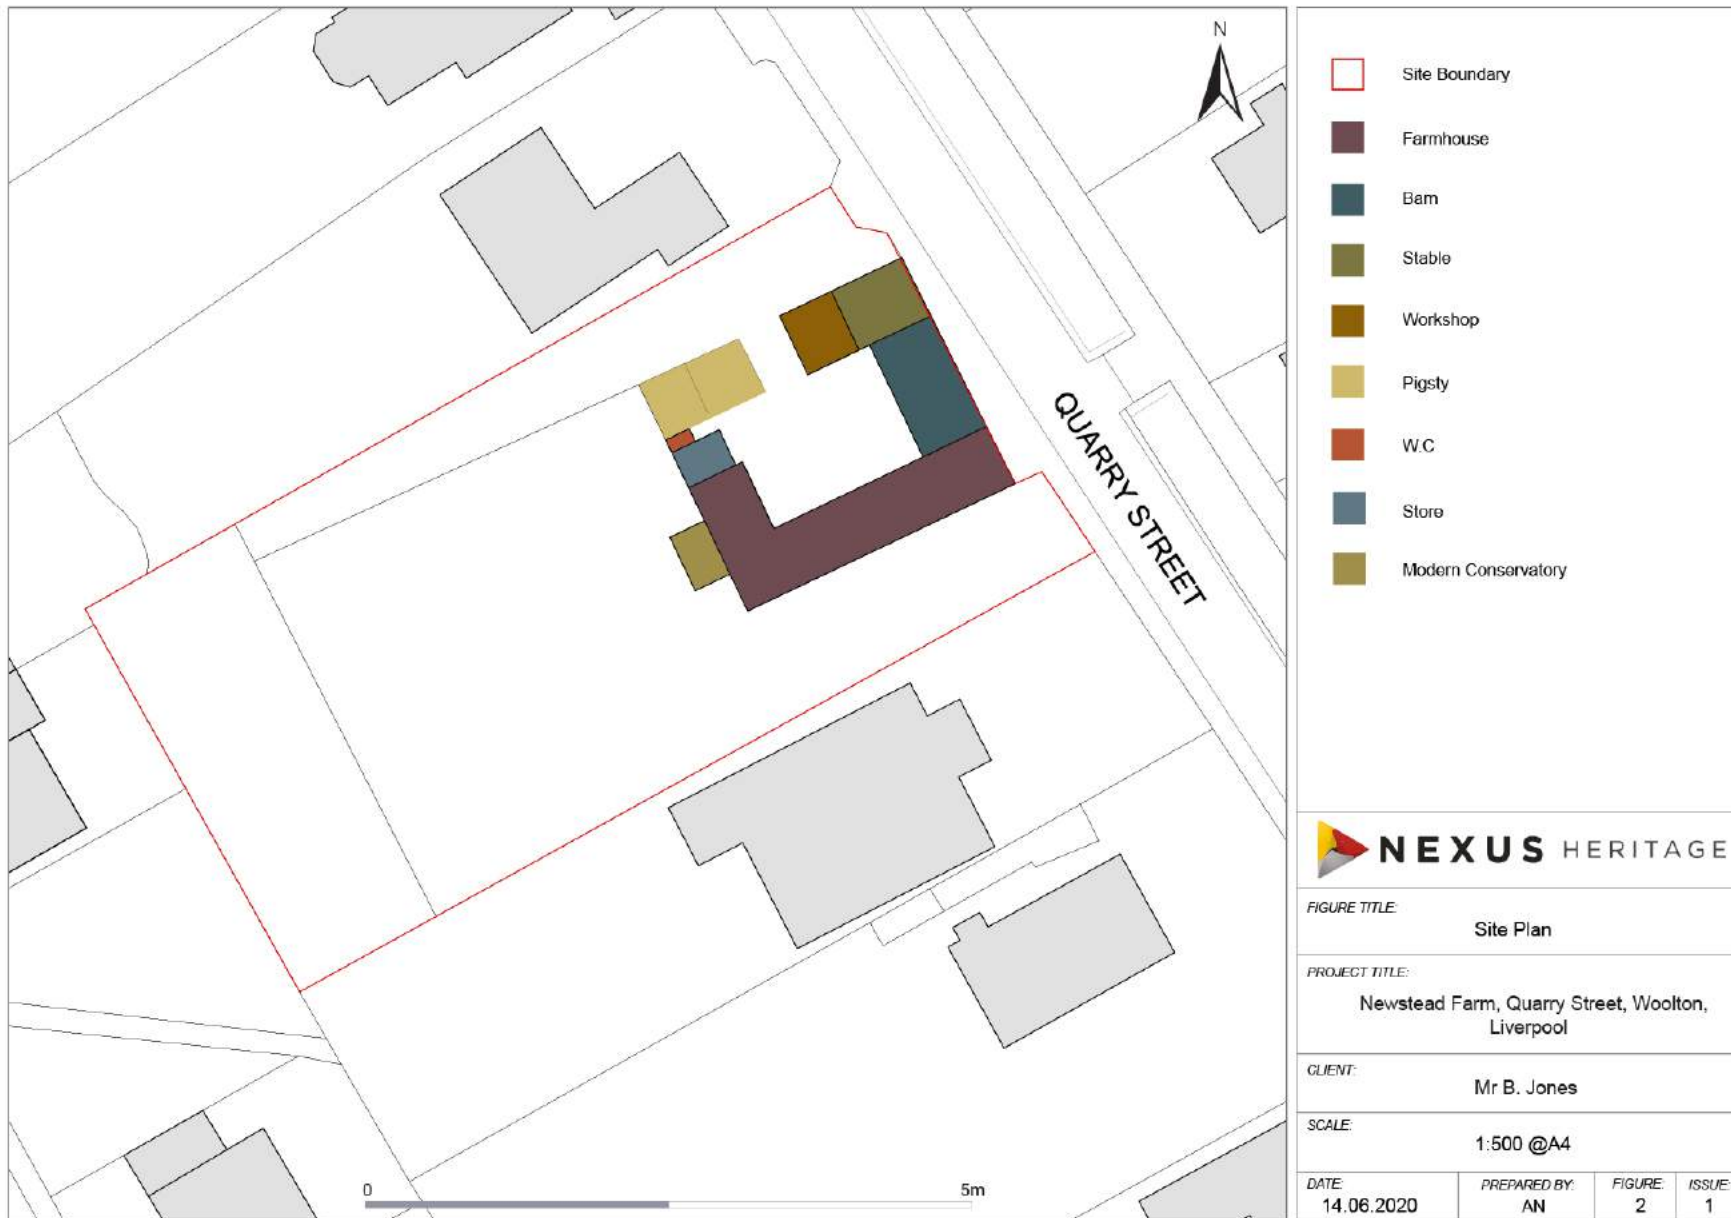 N
QUARRY STREET
0 5m
Site Boundary
Farmhouse
Barn
Stable
Workshop
Pigsty
W.C
Store
Modern Conservatory
NEXUS HERITAGE
FIGURE TITLE:
Site Plan
PROJECT TITLE:
Newstead Farm, Quarry Street, Woolton,
Liverpool
CLIENT:
Mr B. Jones
SCALE:
1:500 @A4
DATE: PREPARED BY: FIGURE: ISSUE:
14.06.2020 AN 2 1